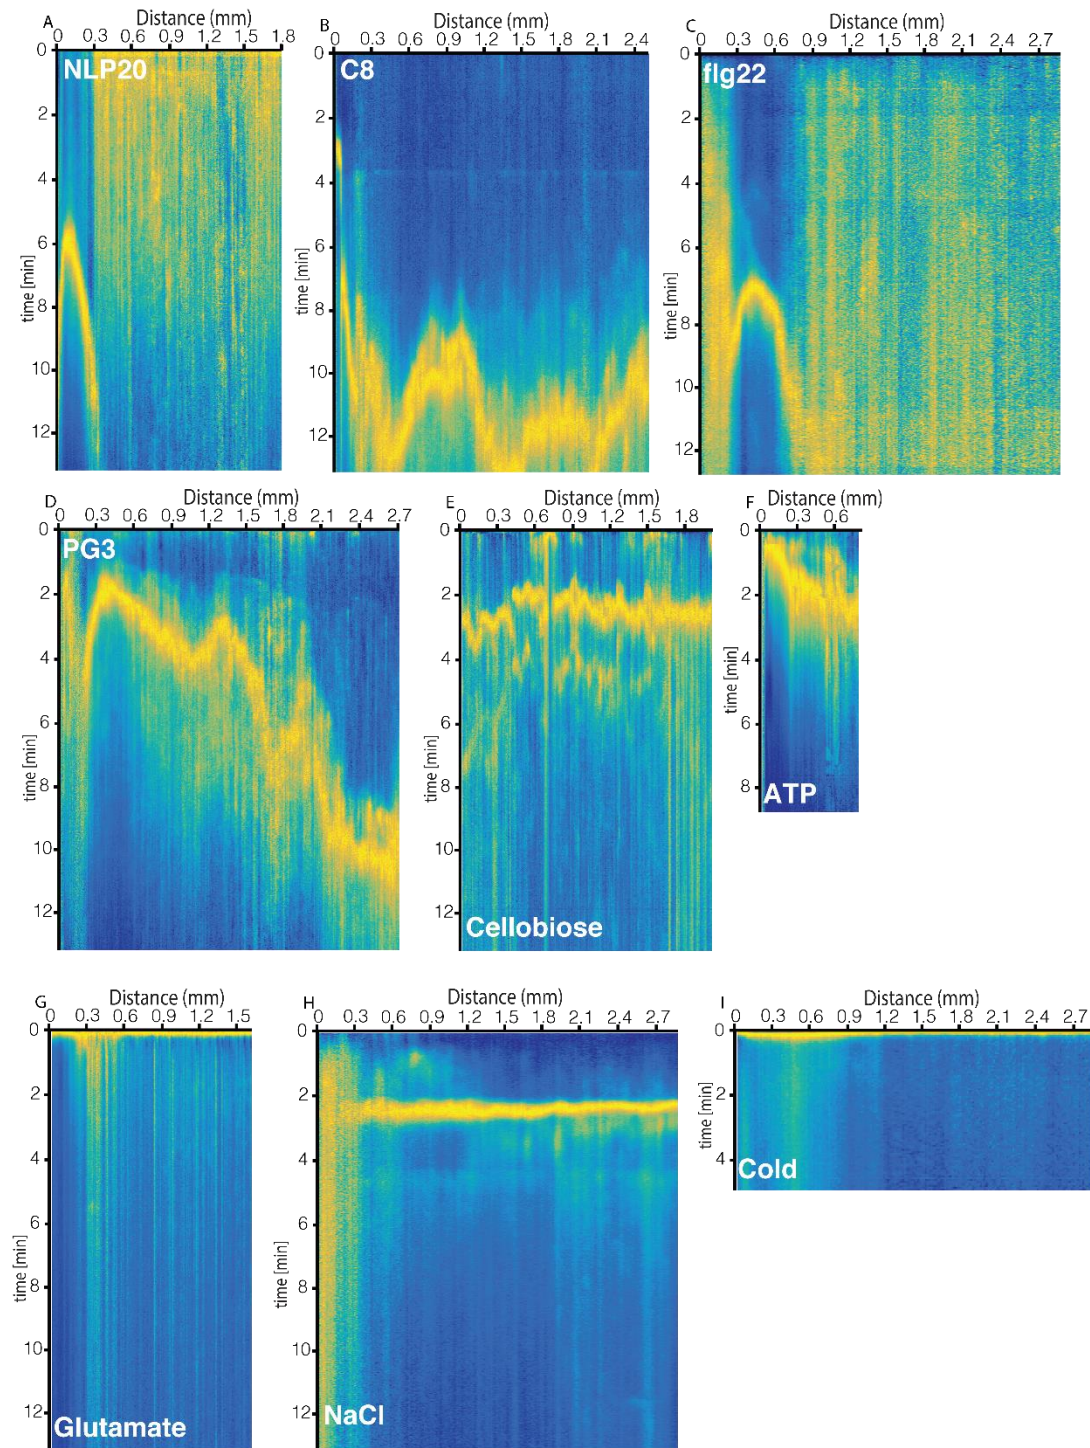 A
Distance (mm)
0 0.3 0.6 0.9 1.2 1.5 1.8
NLP20
time [min]
0
2
4
6
8
10
12
B
Distance (mm)
0 0.3 0.6 0.9 1.2 1.5 1.8 2.1 2.4
C8
time [min]
0
2
4
6
8
10
12
C
Distance (mm)
0 0.3 0.6 0.9 1.2 1.5 1.8 2.1 2.4 2.7
flg22
time [min]
0
2
4
6
8
10
12
D
Distance (mm)
0 0.3 0.6 0.9 1.2 1.5 1.8 2.1 2.4 2.7
PG3
time [min]
0
2
4
6
8
10
12
E
Distance (mm)
0 0.3 0.6 0.9 1.2 1.5 1.8
Cellobiose
time [min]
0
2
4
6
8
10
12
F
Distance (mm)
0 0.3 0.6
ATP
time [min]
0
2
4
6
8
G
Distance (mm)
0 0.3 0.6 0.9 1.2 1.5
Glutamate
time [min]
0
2
4
6
8
10
12
H
Distance (mm)
0 0.3 0.6 0.9 1.2 1.5 1.8 2.1 2.4 2.7
NaCl
time [min]
0
2
4
6
8
10
12
I
Distance (mm)
0 0.3 0.6 0.9 1.2 1.5 1.8 2.1 2.4 2.7
Cold
time [min]
0
2
4